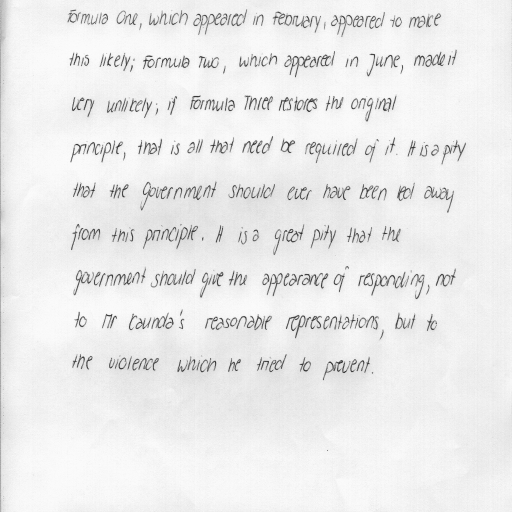 Formula One, which appeared in February, appeared to make
this likely; Formula Two, which appeared in June, made it
very unlikely; if Formula Three restores the original
principle, that is all that need be required of it. It is a pity
that the Government should ever have been led away
from this principle. It is a great pity that the
government should give the appearance of responding, not
to Mr Kaunda's reasonable representations, but to
the violence which he tried to prevent.